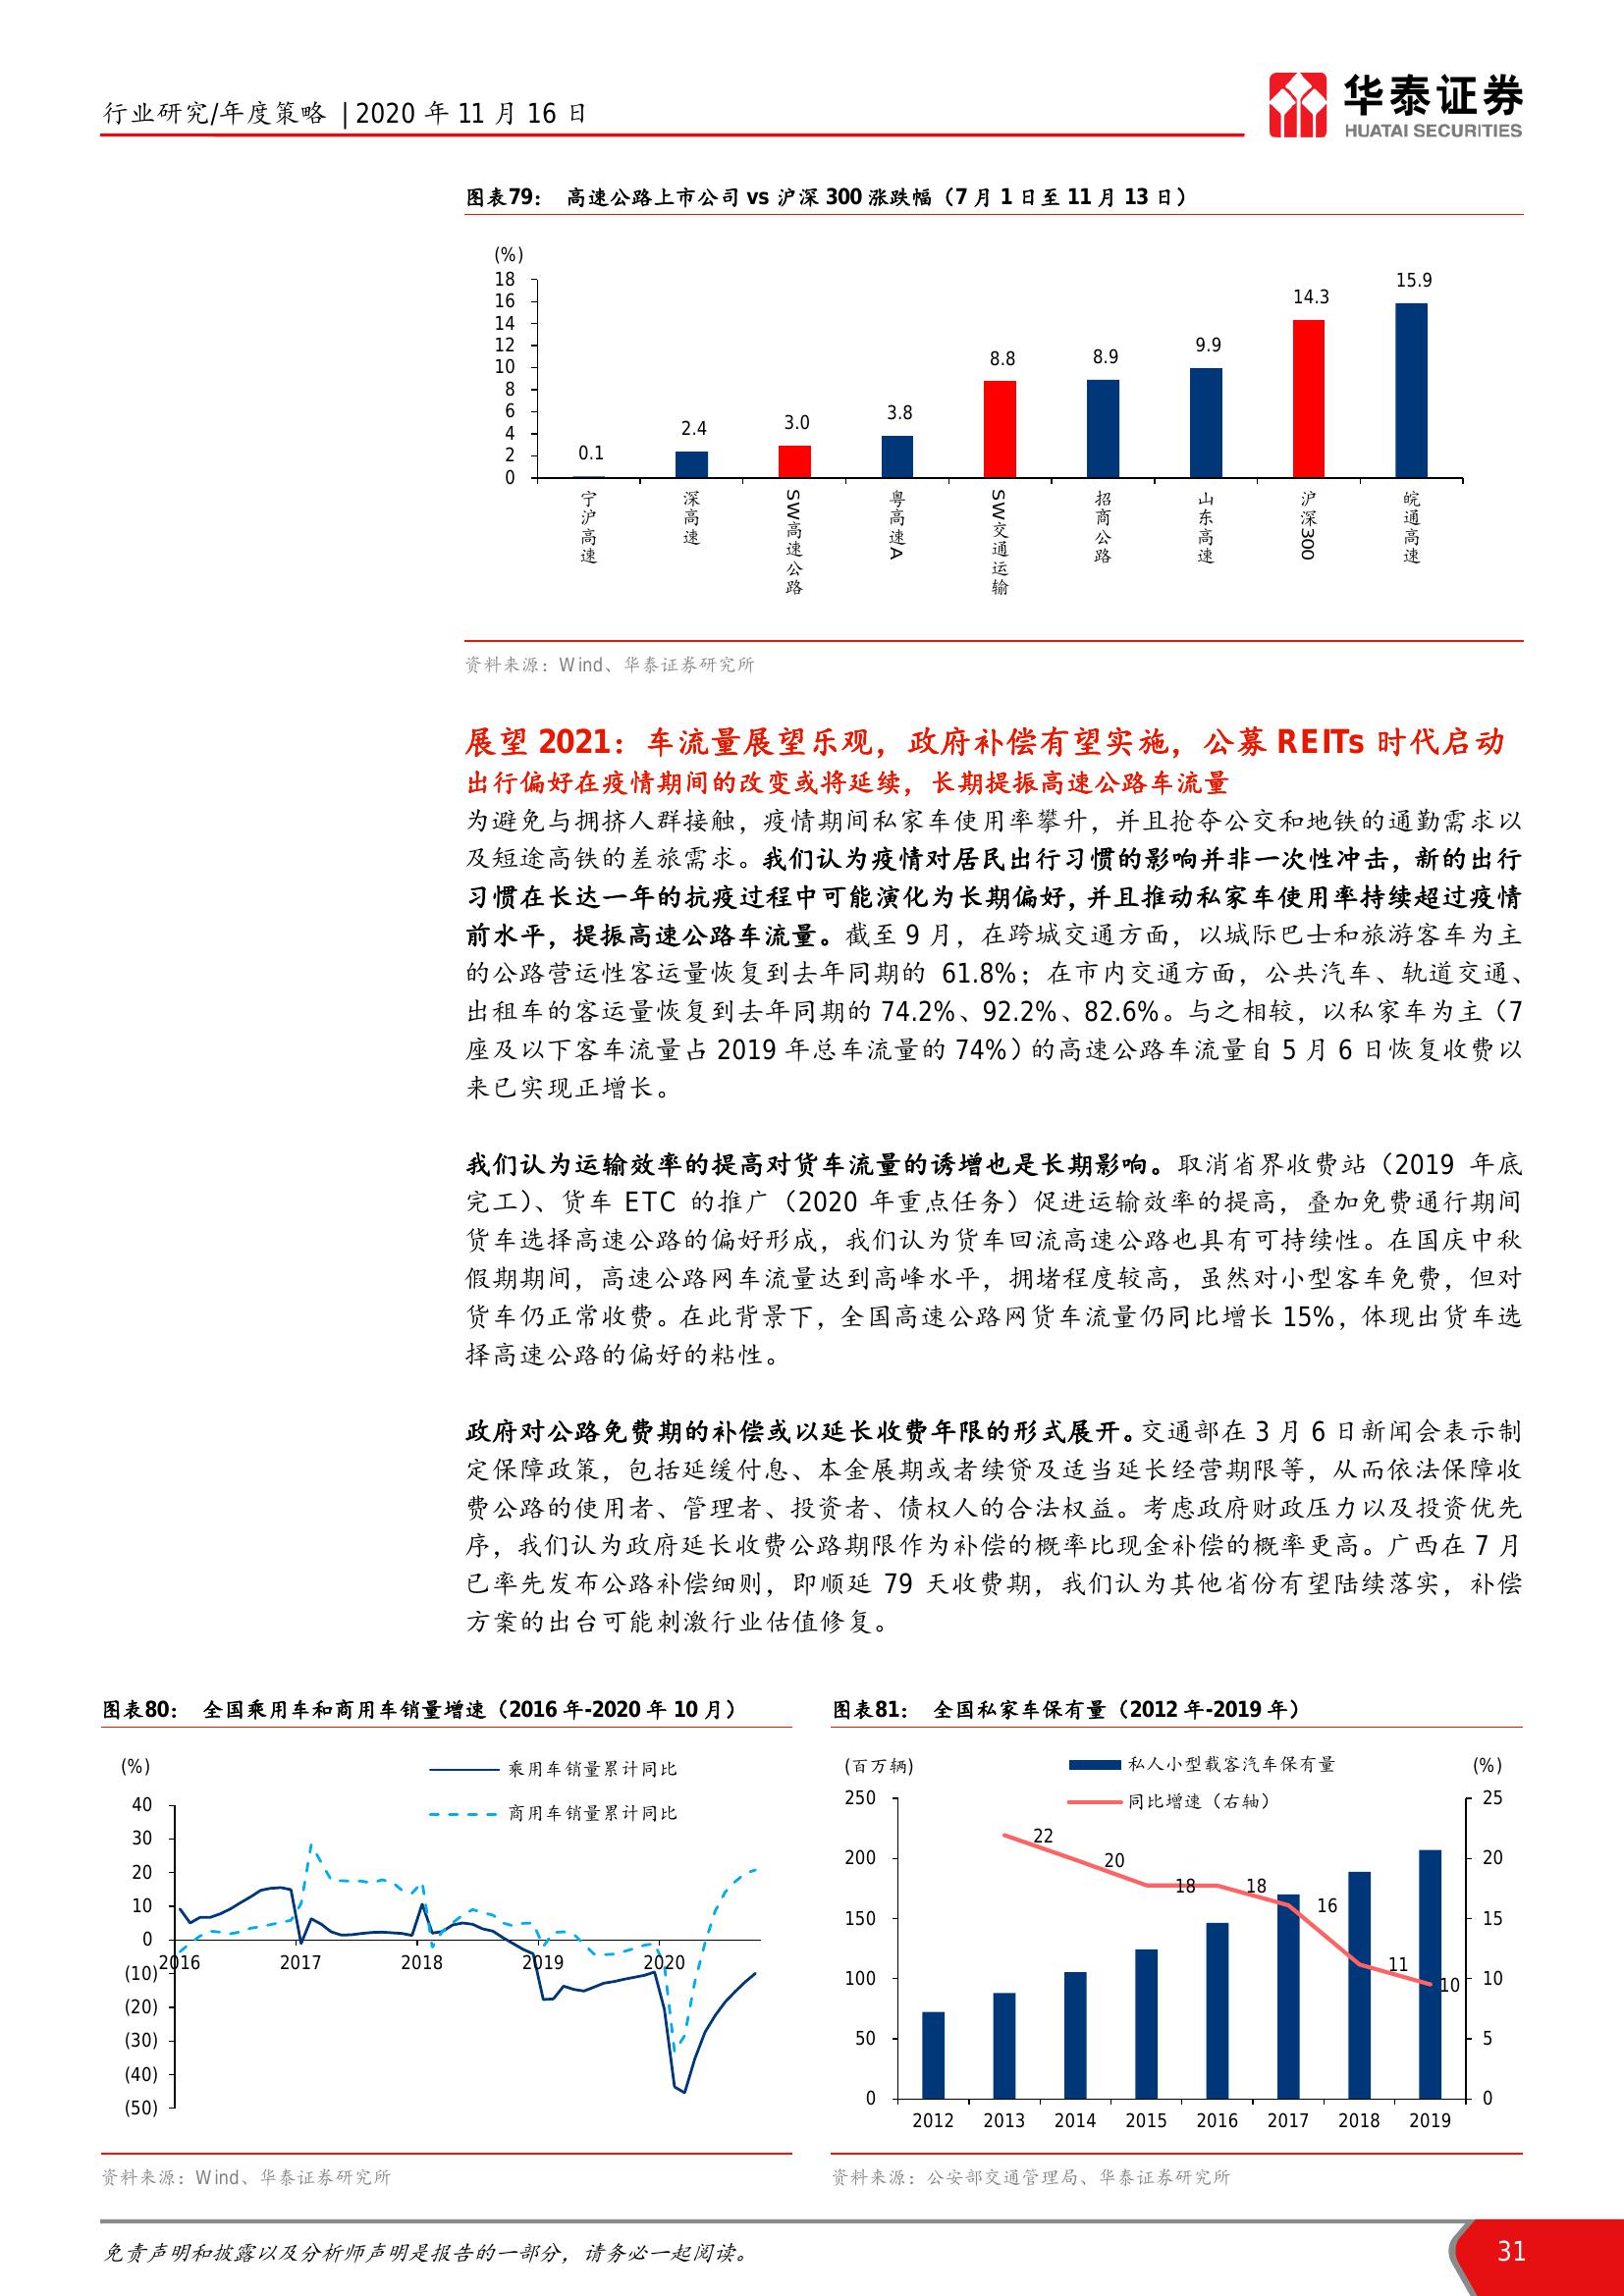 行业研究/年度策略 | 2020 年 11 月 16 日
华泰证券
HUATAI SECURITIES
图表79： 高速公路上市公司 vs 沪深 300 涨跌幅（7 月 1 日至 11 月 13 日）
(%)
18
16
14
12
10
8
6
4
2
0
0.1
2.4
3.0
3.8
8.8
8.9
9.9
14.3
15.9
宁沪高速
深高速
SW高速公路
粤高速A
SW交通运输
招商公路
山东高速
沪深300
皖通高速
资料来源：Wind、华泰证券研究所
展望 2021：车流量展望乐观，政府补偿有望实施，公募 REITs 时代启动
出行偏好在疫情期间的改变或将延续，长期提振高速公路车流量
为避免与拥挤人群接触，疫情期间私家车使用率攀升，并且抢夺公交和地铁的通勤需求以
及短途高铁的差旅需求。我们认为疫情对居民出行习惯的影响并非一次性冲击，新的出行
习惯在长达一年的抗疫过程中可能演化为长期偏好，并且推动私家车使用率持续超过疫情
前水平，提振高速公路车流量。截至 9 月，在跨城交通方面，以城际巴士和旅游客车为主
的公路营运性客运量恢复到去年同期的 61.8%；在市内交通方面，公共汽车、轨道交通、
出租车的客运量恢复到去年同期的 74.2%、92.2%、82.6%。与之相较，以私家车为主（7
座及以下客车流量占 2019 年总车流量的 74%）的高速公路车流量自 5 月 6 日恢复收费以
来已实现正增长。
我们认为运输效率的提高对货车流量的诱增也是长期影响。取消省界收费站（2019 年底
完工）、货车 ETC 的推广（2020 年重点任务）促进运输效率的提高，叠加免费通行期间
货车选择高速公路的偏好形成，我们认为货车回流高速公路也具有可持续性。在国庆中秋
假期期间，高速公路网车流量达到高峰水平，拥堵程度较高，虽然对小型客车免费，但对
货车仍正常收费。在此背景下，全国高速公路网货车流量仍同比增长 15%，体现出货车选
择高速公路的偏好的粘性。
政府对公路免费期的补偿或以延长收费年限的形式展开。交通部在 3 月 6 日新闻会表示制
定保障政策，包括延缓付息、本金展期或者续贷及适当延长经营期限等，从而依法保障收
费公路的使用者、管理者、投资者、债权人的合法权益。考虑政府财政压力以及投资优先
序，我们认为政府延长收费公路期限作为补偿的概率比现金补偿的概率更高。广西在 7 月
已率先发布公路补偿细则，即顺延 79 天收费期，我们认为其他省份有望陆续落实，补偿
方案的出台可能刺激行业估值修复。
图表80： 全国乘用车和商用车销量增速（2016 年-2020 年 10 月）
(%)
乘用车销量累计同比
商用车销量累计同比
40
30
20
10
0
(10)
(20)
(30)
(40)
(50)
2016
2017
2018
2019
2020
资料来源：Wind、华泰证券研究所
图表81： 全国私家车保有量（2012 年-2019 年）
(百万辆)
私人小型载客汽车保有量
同比增速（右轴）
(%)
250
200
150
100
50
0
25
20
15
10
5
0
22
20
18
18
16
11
10
2012
2013
2014
2015
2016
2017
2018
2019
资料来源：公安部交通管理局、华泰证券研究所
免责声明和披露以及分析师声明是报告的一部分，请务必一起阅读。
31